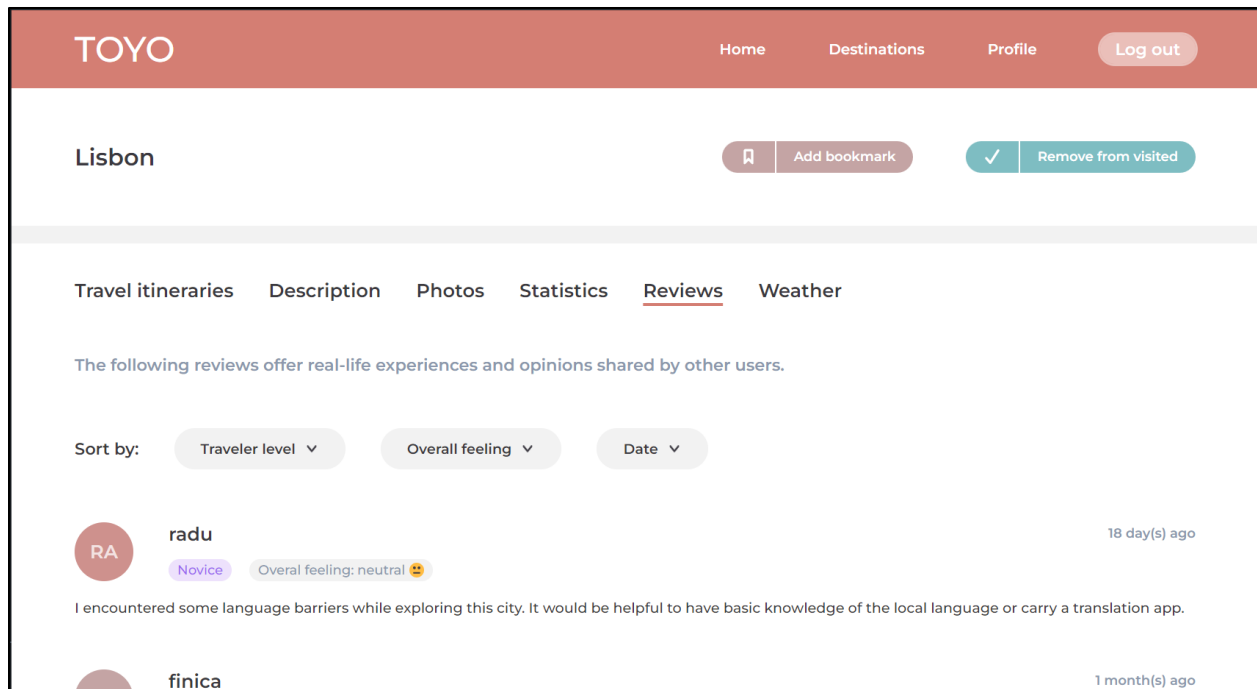 TOYO
Home Destinations Profile Log out
Lisbon
Add bookmark Remove from visited
Travel itineraries Description Photos Statistics Reviews Weather
The following reviews offer real-life experiences and opinions shared by other users.
Sort by: Traveler level Overall feeling Date
RA radu 18 day(s) ago
Novice Overal feeling: neutral 😐
I encountered some language barriers while exploring this city. It would be helpful to have basic knowledge of the local language or carry a translation app.
finica 1 month(s) ago